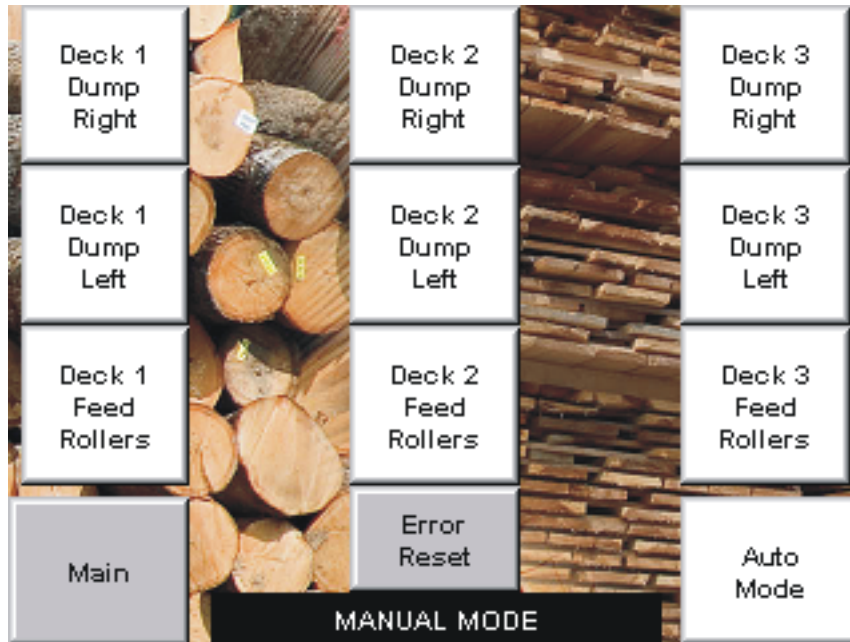 Deck 1
Dump
Right
Deck 2
Dump
Right
Deck 3
Dump
Right
Deck 1
Dump
Left
Deck 2
Dump
Left
Deck 3
Dump
Left
Deck 1
Feed
Rollers
Deck 2
Feed
Rollers
Deck 3
Feed
Rollers
Main
Error
Reset
Auto
Mode
MANUAL MODE